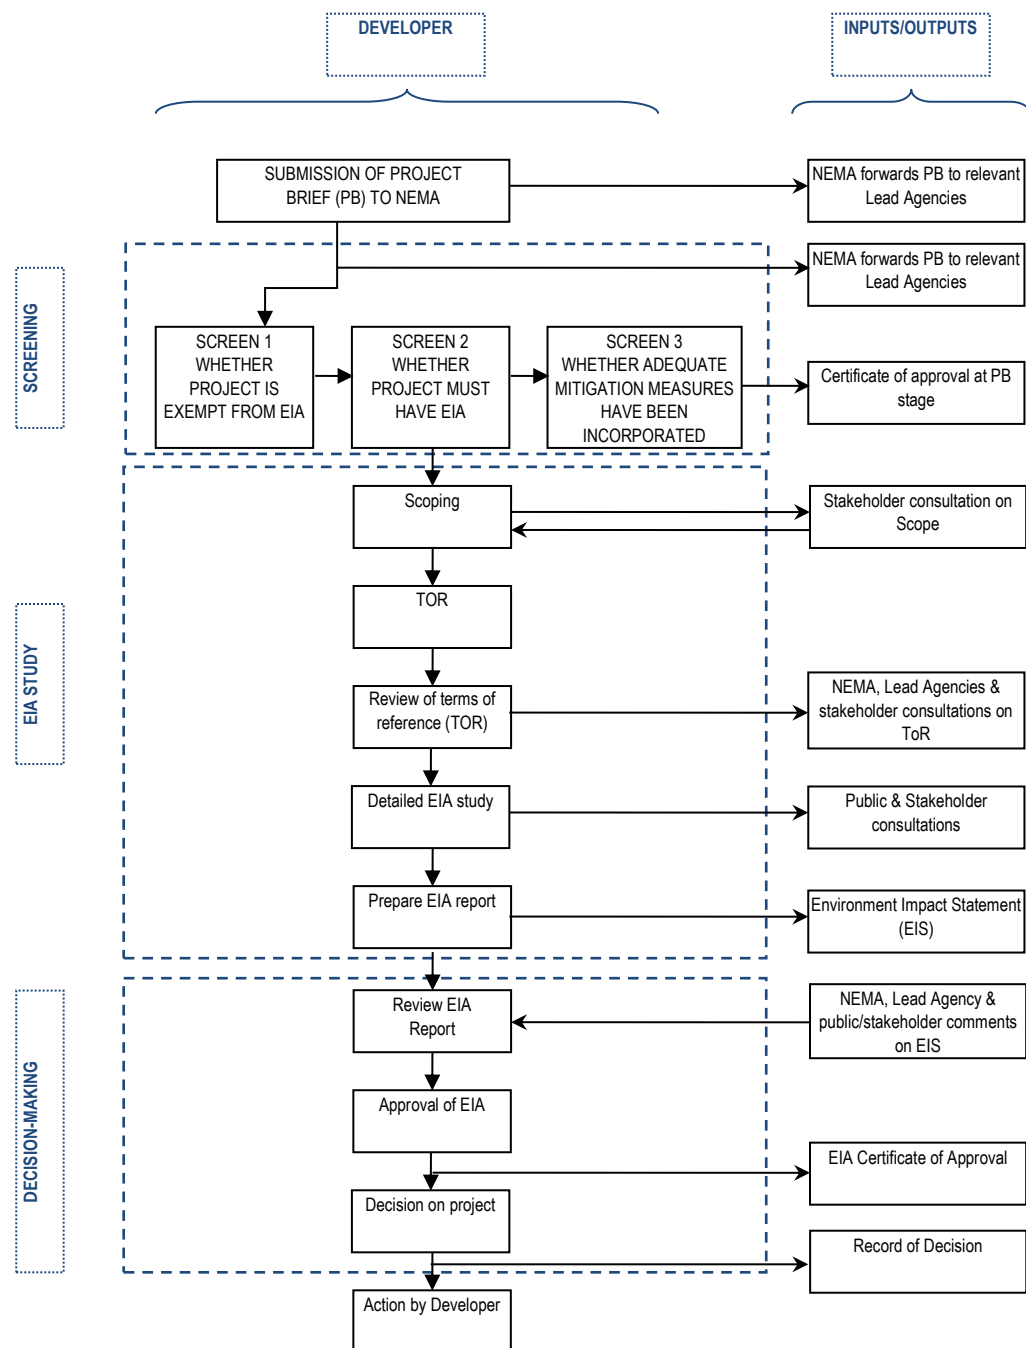 DEVELOPER
INPUTS/OUTPUTS
SUBMISSION OF PROJECT
BRIEF (PB) TO NEMA
NEMA forwards PB to relevant
Lead Agencies
SCREENING
NEMA forwards PB to relevant
Lead Agencies
SCREEN 1
WHETHER
PROJECT IS
EXEMPT FROM EIA
SCREEN 2
WHETHER
PROJECT MUST
HAVE EIA
SCREEN 3
WHETHER ADEQUATE
MITIGATION MEASURES
HAVE BEEN
INCORPORATED
Certificate of approval at PB
stage
EIA STUDY
Scoping
Stakeholder consultation on
Scope
TOR
Review of terms of
reference (TOR)
NEMA, Lead Agencies &
stakeholder consultations on
ToR
Detailed EIA study
Public & Stakeholder
consultations
Prepare EIA report
Environment Impact Statement
(EIS)
DECISION-MAKING
Review EIA
Report
NEMA, Lead Agency &
public/stakeholder comments
on EIS
Approval of EIA
EIA Certificate of Approval
Decision on project
Record of Decision
Action by Developer